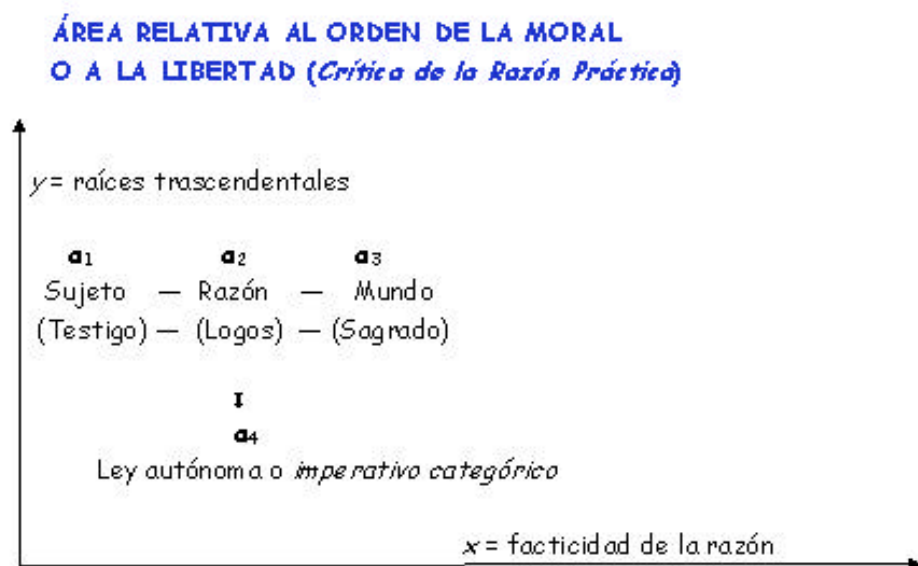 ÁREA RELATIVA AL ORDEN DE LA MORAL
O A LA LIBERTAD (Crítica de la Razón Práctica)
y = raíces trascendentales
a1 a2 a3
Sujeto — Razón — Mundo
(Testigo) — (Logos) — (Sagrado)
a4
Ley autónoma o imperativo categórico
x = facticidad de la razón